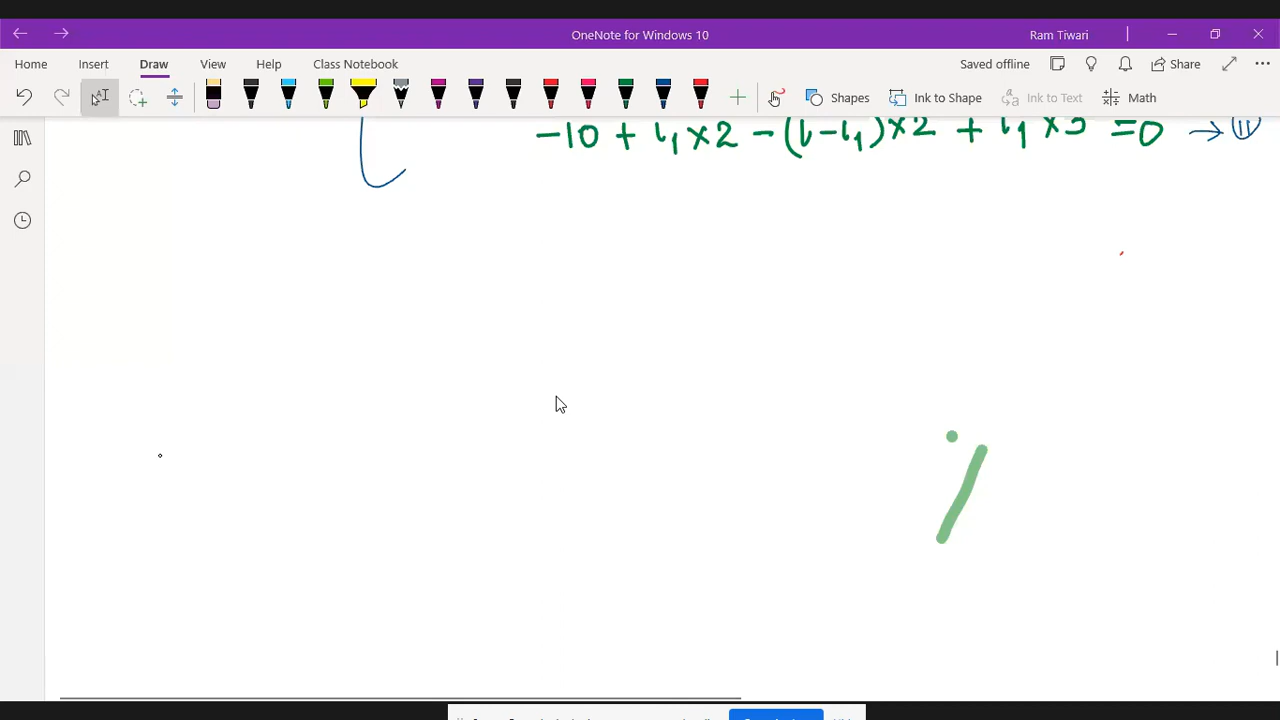 OneNote for Windows 10
Ram Tiwari
Home Insert Draw View Help Class Notebook
Saved offline
Share
Shapes
Ink to Shape
Ink to Text
Math
-10 + i₁×2 -(i-i₁)×2 + i₁×5 =0 → II